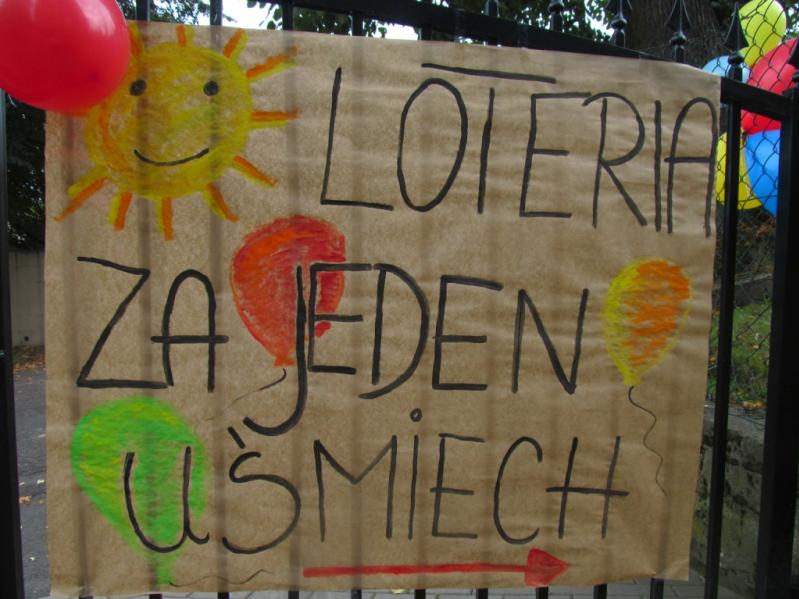 LOTERIA
ZA JEDEN
UŚMIECH